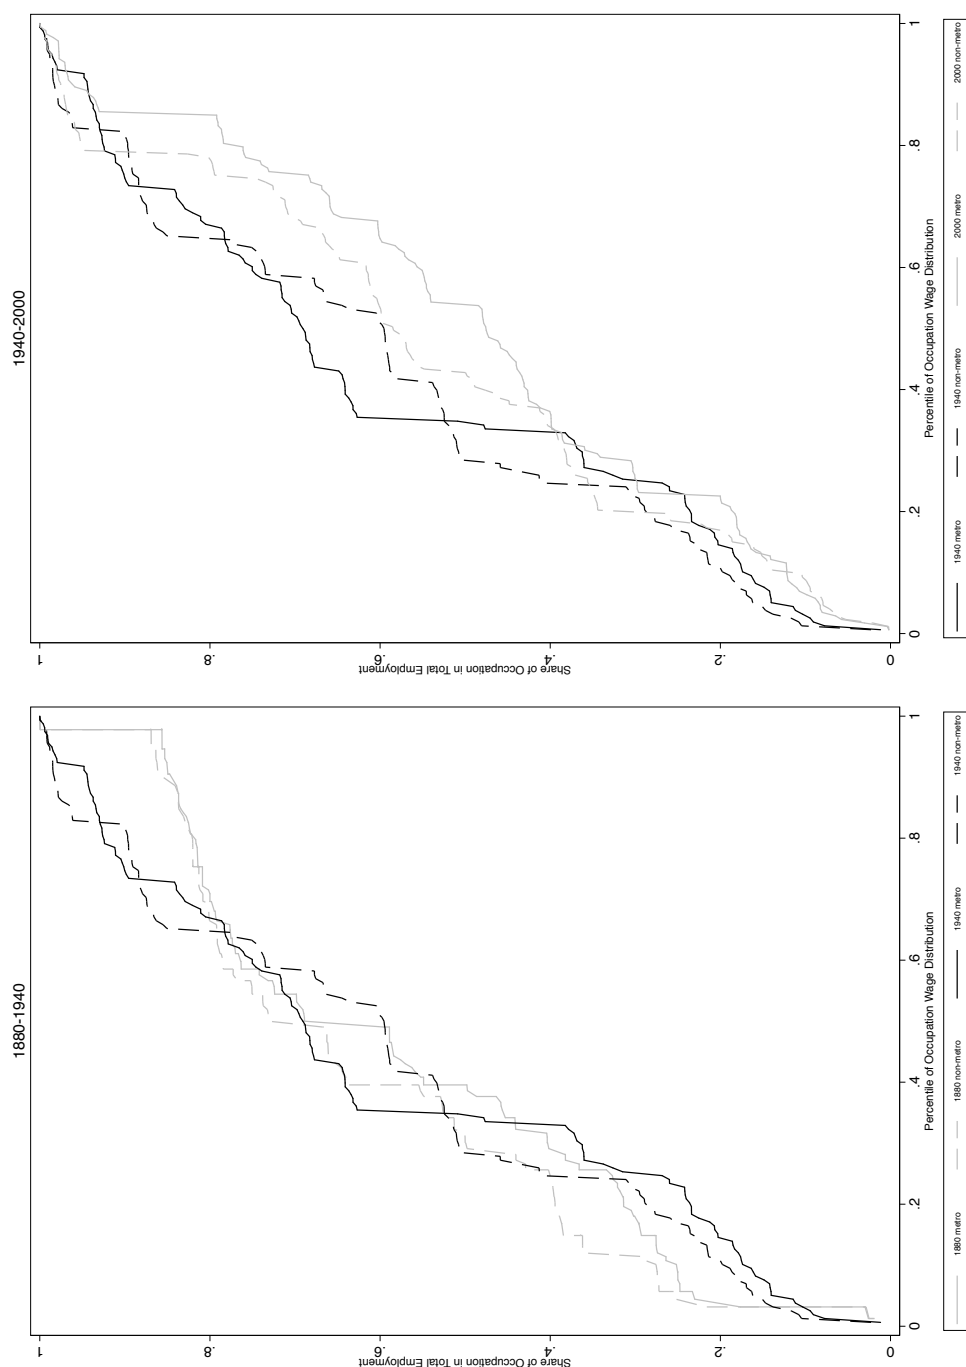 1880-1940
Share of Occupation in Total Employment
1
.8
.6
.4
.2
0
0
.2
.4
.6
.8
1
Percentile of Occupation Wage Distribution
1880 metro
1880 non-metro
1940 metro
1940 non-metro
1940-2000
Share of Occupation in Total Employment
1
.8
.6
.4
.2
0
0
.2
.4
.6
.8
1
Percentile of Occupation Wage Distribution
1940 metro
1940 non-metro
2000 metro
2000 non-metro